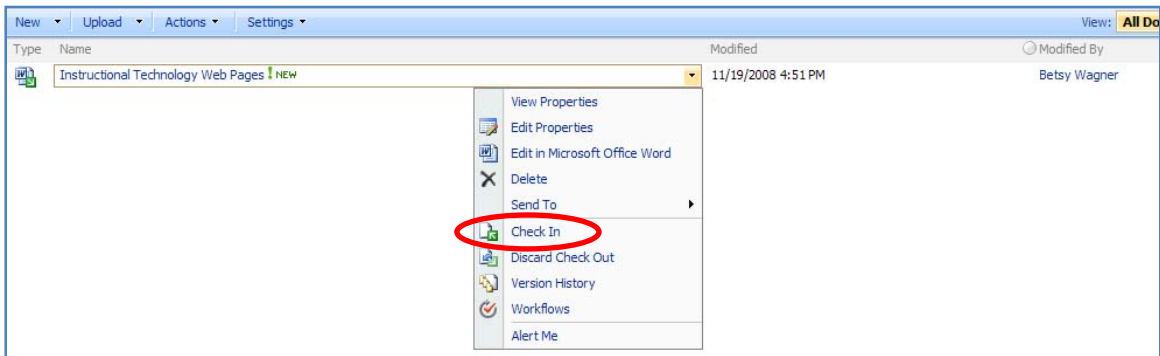 New Upload Actions Settings View: All Do
Type Name Modified Modified By
Instructional Technology Web Pages ! NEW 11/19/2008 4:51 PM Betsy Wagner
View Properties
Edit Properties
Edit in Microsoft Office Word
Delete
Send To
Check In
Discard Check Out
Version History
Workflows
Alert Me